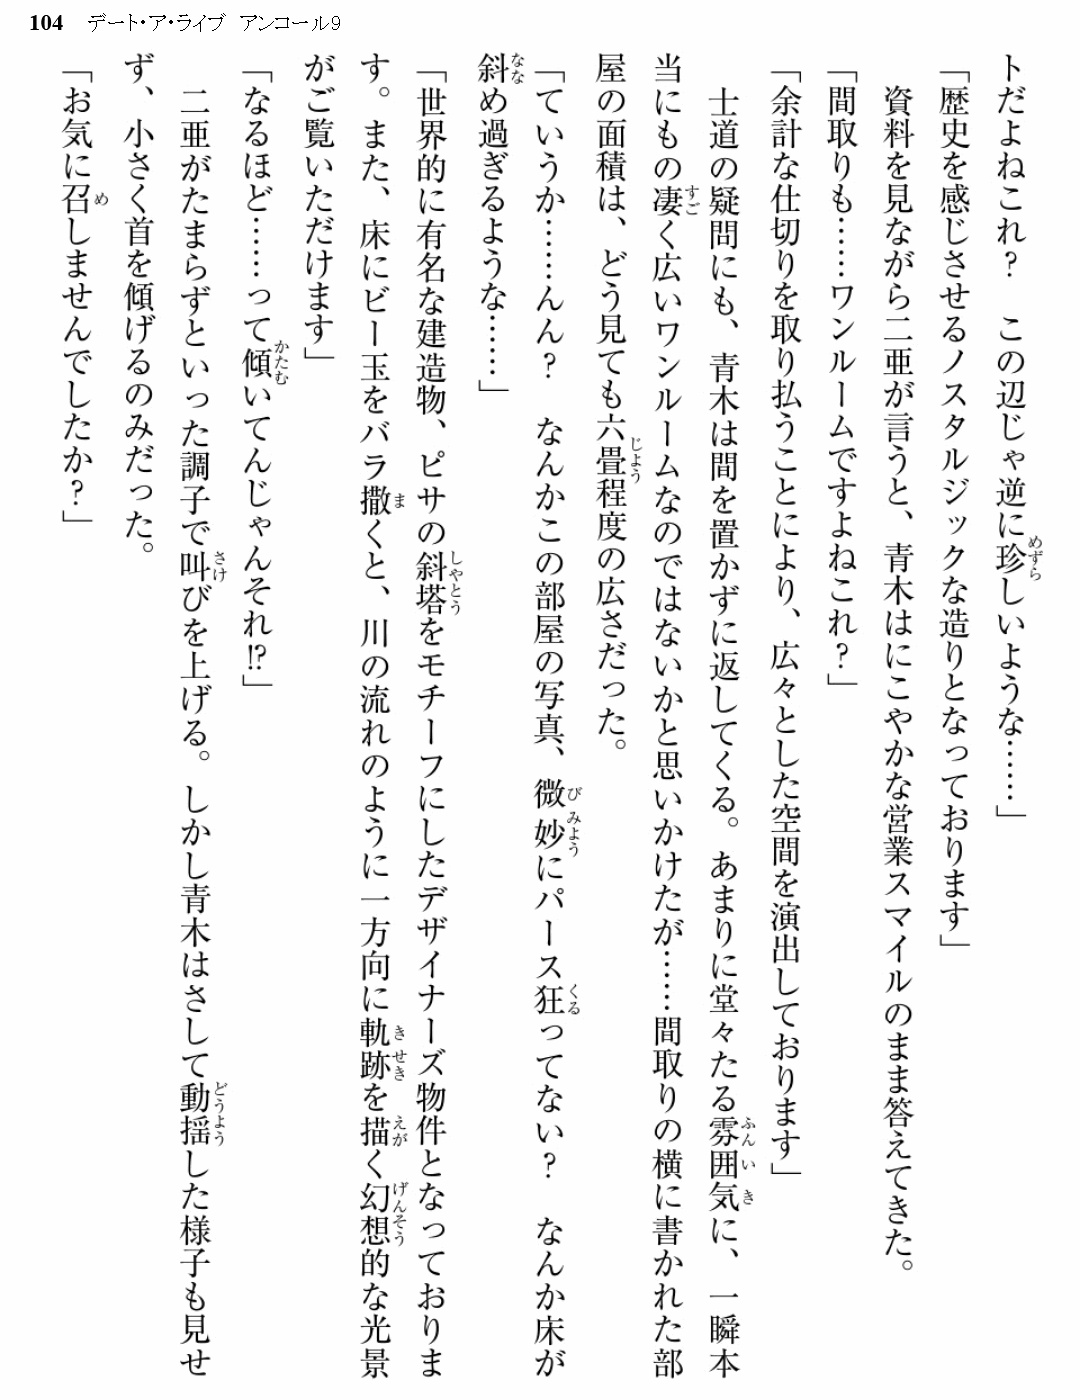 104 デート・ア・ライブ アンコール9
トだよねこれ？　この辺じゃ逆に珍しいような……」
「歴史を感じさせるノスタルジックな造りとなっております」
　資料を見ながら二亜が言うと、青木はにこやかな営業スマイルのまま答えてきた。
「間取りも……ワンルームですよねこれ？」
「余計な仕切りを取り払うことにより、広々とした空間を演出しております」
　士道の疑問にも、青木は間を置かずに返してくる。あまりに堂々たる雰囲気に、一瞬本
当にもの凄く広いワンルームなのではないかと思いかけたが……間取りの横に書かれた部
屋の面積は、どう見ても六畳程度の広さだった。
「ていうか……んん？　なんかこの部屋の写真、微妙にパース狂ってない？　なんか床が
斜め過ぎるような……」
「世界的に有名な建造物、ピサの斜塔をモチーフにしたデザイナーズ物件となっておりま
す。また、床にビー玉をバラ撒くと、川の流れのように一方向に軌跡を描く幻想的な光景
がご覧いただけます」
「なるほど……って傾いてんじゃんそれ!?」
　二亜がたまらずといった調子で叫びを上げる。しかし青木はさして動揺した様子も見せ
ず、小さく首を傾げるのみだった。
「お気に召しませんでしたか？」